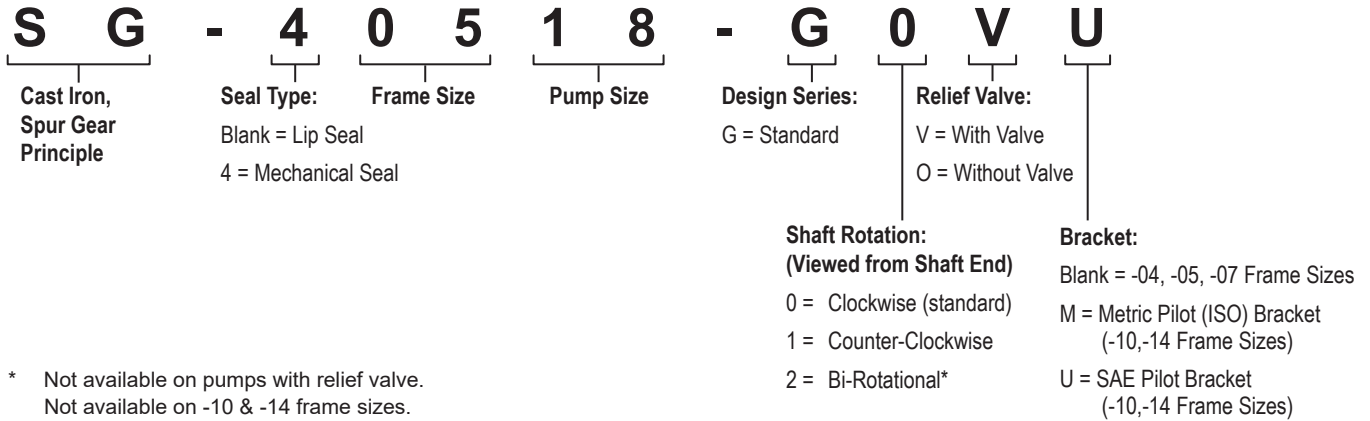 S G - 4 0 5 1 8 - G 0 V U
Cast Iron,
Spur Gear
Principle
Seal Type:
Blank = Lip Seal
4 = Mechanical Seal
Frame Size
Pump Size
Design Series:
G = Standard
Relief Valve:
V = With Valve
O = Without Valve
Shaft Rotation:
(Viewed from Shaft End)
0 = Clockwise (standard)
1 = Counter-Clockwise
2 = Bi-Rotational*
Bracket:
Blank = -04, -05, -07 Frame Sizes
M = Metric Pilot (ISO) Bracket
(-10,-14 Frame Sizes)
U = SAE Pilot Bracket
(-10,-14 Frame Sizes)
* Not available on pumps with relief valve.
Not available on -10 & -14 frame sizes.